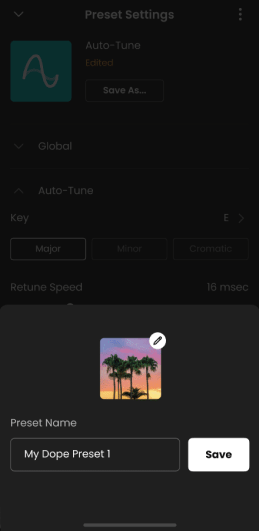 Preset Settings
Auto-Tune
Edited
Save As...
Global
Auto-Tune
Key E
Major Minor Cromatic
Retune Speed 16 msec
Preset Name
My Dope Preset 1 Save